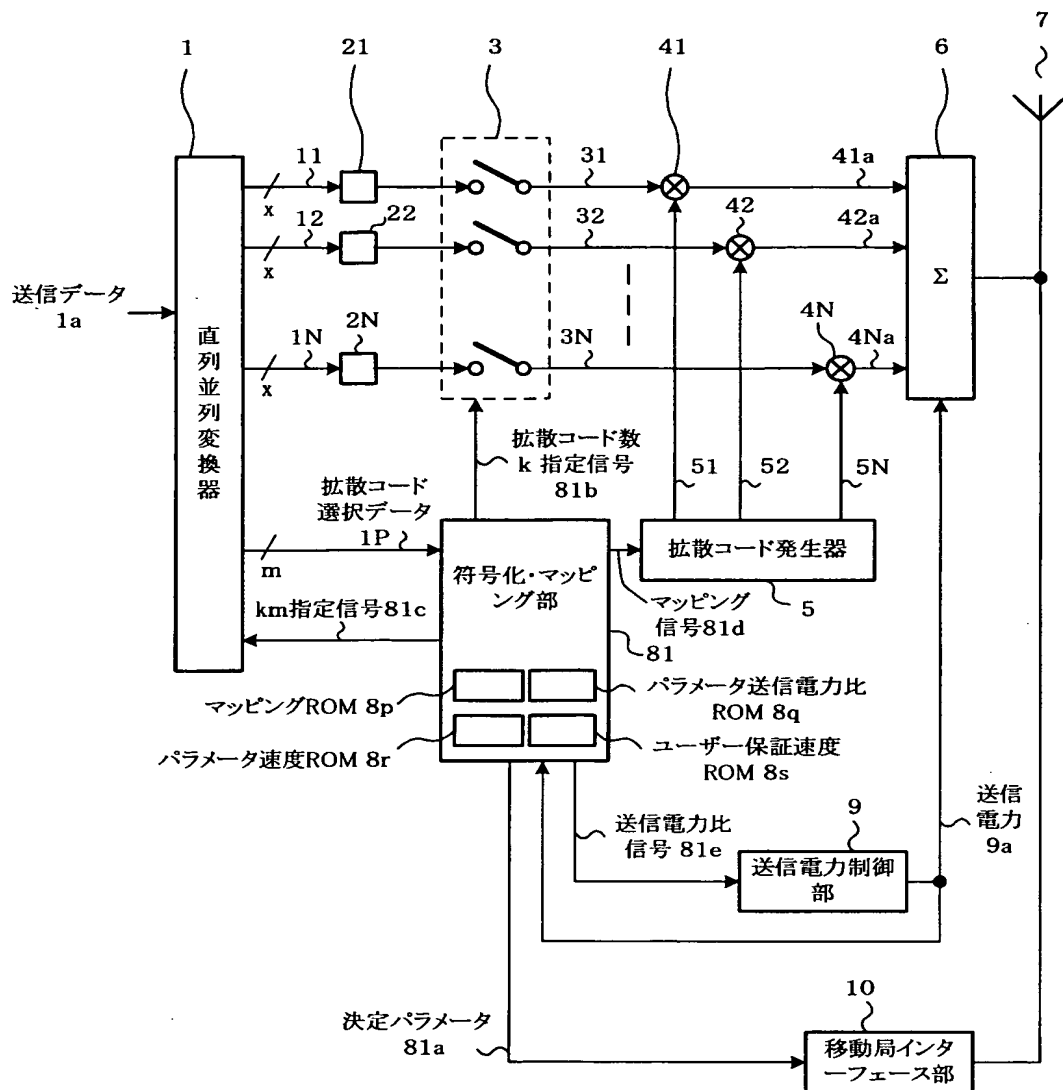 1
21
3
41
6
7
11
31
41a
x
12
22
32
42
42a
x
送信データ
1a
直列並列変換器
1N
2N
3N
4N
4Na
x
Σ
拡散コード数
k 指定信号
81b
51
52
5N
拡散コード
選択データ
1P
m
符号化・マッピ
ング部
拡散コード発生器
5
マッピング
信号81d
81
km指定信号81c
マッピングROM 8p
パラメータ送信電力比
ROM 8q
パラメータ速度ROM 8r
ユーザー保証速度
ROM 8s
送信電力比
信号 81e
9
送信電力制御
部
送信
電力
9a
決定パラメータ
81a
10
移動局インタ
ーフェース部